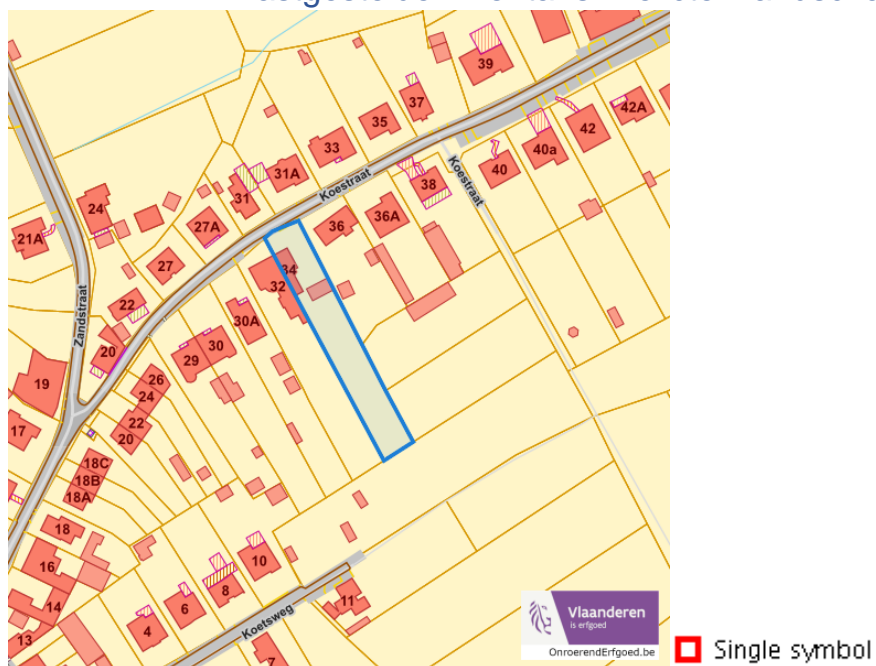 39
37
35
42A
42
33
40a
31A
Koestraat
40
38
Koestraat
31
24
27A
36A
36
21A
27
34
32
22
30A
Zandstraat
20
30
29
26
24
19
22
20
17
18C
18B
18A
18
16
10
8
6
14
11
4
Koetsweg
13
7
Vlaanderen
is erfgoed
OnroerendErfgoed.be
Single symbol